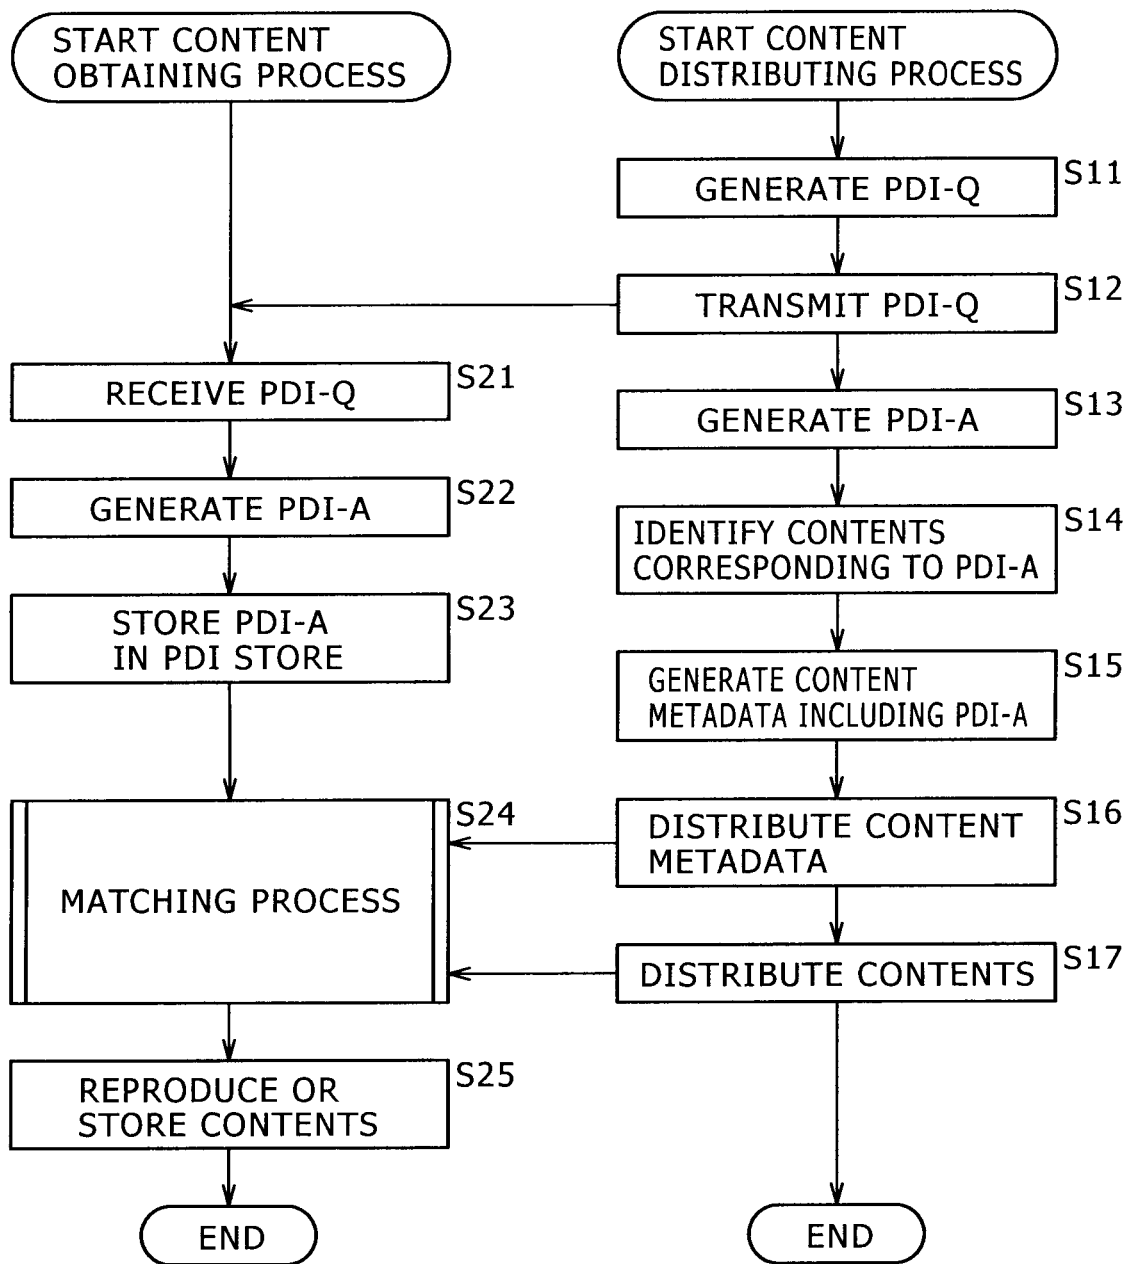 START CONTENT
OBTAINING PROCESS
RECEIVE PDI-Q
S21
GENERATE PDI-A
S22
STORE PDI-A
IN PDI STORE
S23
MATCHING PROCESS
S24
REPRODUCE OR
STORE CONTENTS
S25
END
START CONTENT
DISTRIBUTING PROCESS
GENERATE PDI-Q
S11
TRANSMIT PDI-Q
S12
GENERATE PDI-A
S13
IDENTIFY CONTENTS
CORRESPONDING TO PDI-A
S14
GENERATE CONTENT
METADATA INCLUDING PDI-A
S15
DISTRIBUTE CONTENT
METADATA
S16
DISTRIBUTE CONTENTS
S17
END